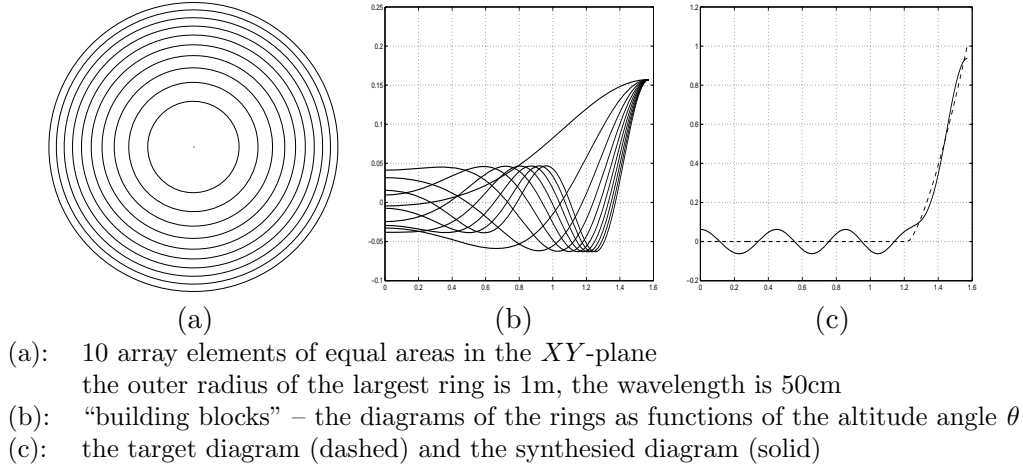 0.25
0.2
0.15
0.1
0.05
0
−0.05
−0.1
0 0.2 0.4 0.6 0.8 1 1.2 1.4 1.6
1.2
1
0.8
0.6
0.4
0.2
0
−0.2
0 0.2 0.4 0.6 0.8 1 1.2 1.4 1.6
(a) (b) (c)
(a): 10 array elements of equal areas in the XY-plane
the outer radius of the largest ring is 1m, the wavelength is 50cm
(b): “building blocks” – the diagrams of the rings as functions of the altitude angle θ
(c): the target diagram (dashed) and the synthesied diagram (solid)